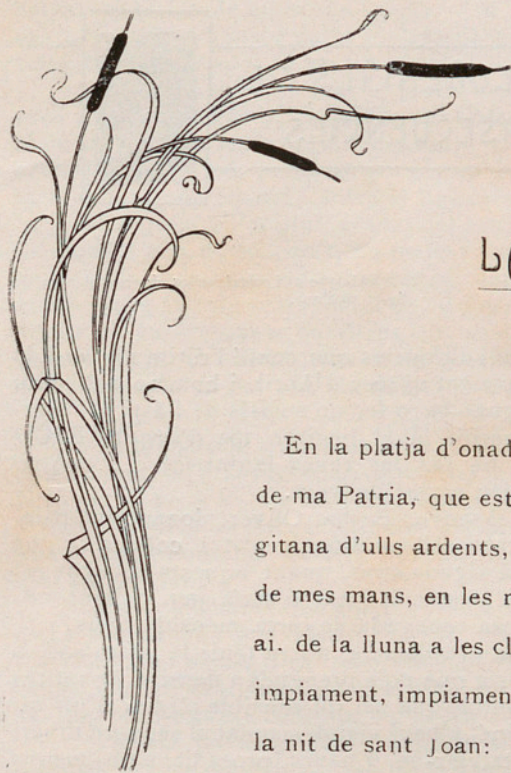 En la platja d'onad
de ma Patria, que est
gitana d'ulls ardents,
de mes mans, en les
ai. de la lluna a les cl
impiament, impiamen
la nit de sant Joan: